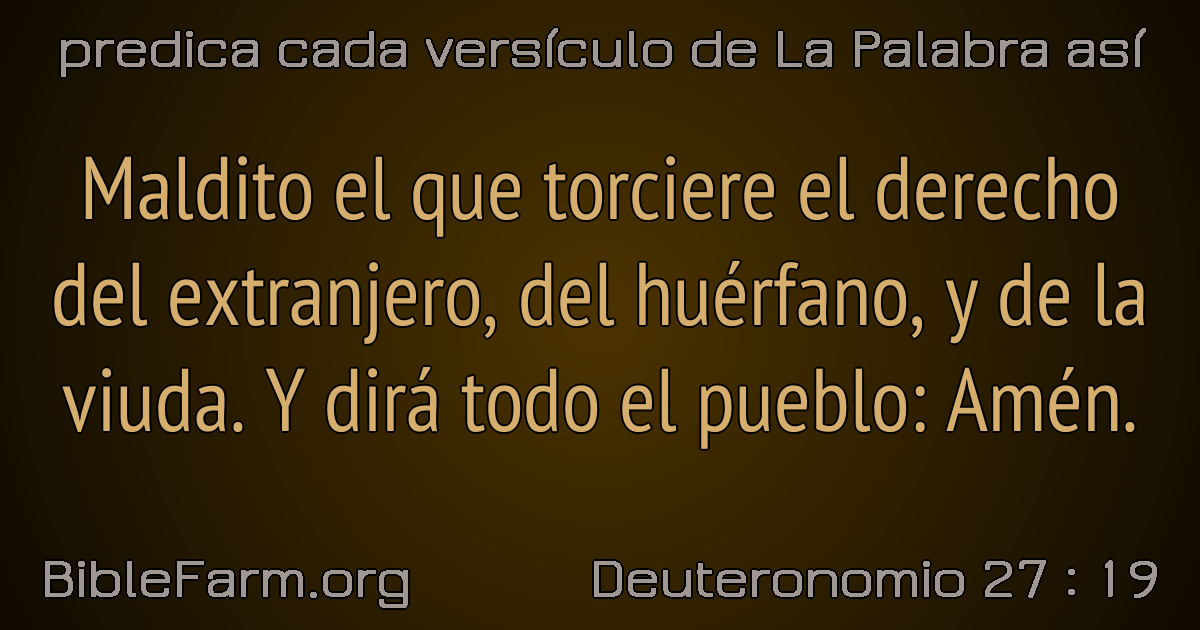 predica cada versículo de La Palabra así
Maldito el que torciere el derecho
del extranjero, del huérfano, y de la
viuda. Y dirá todo el pueblo: Amén.
BibleFarm.org
Deuteronomio 27 : 19